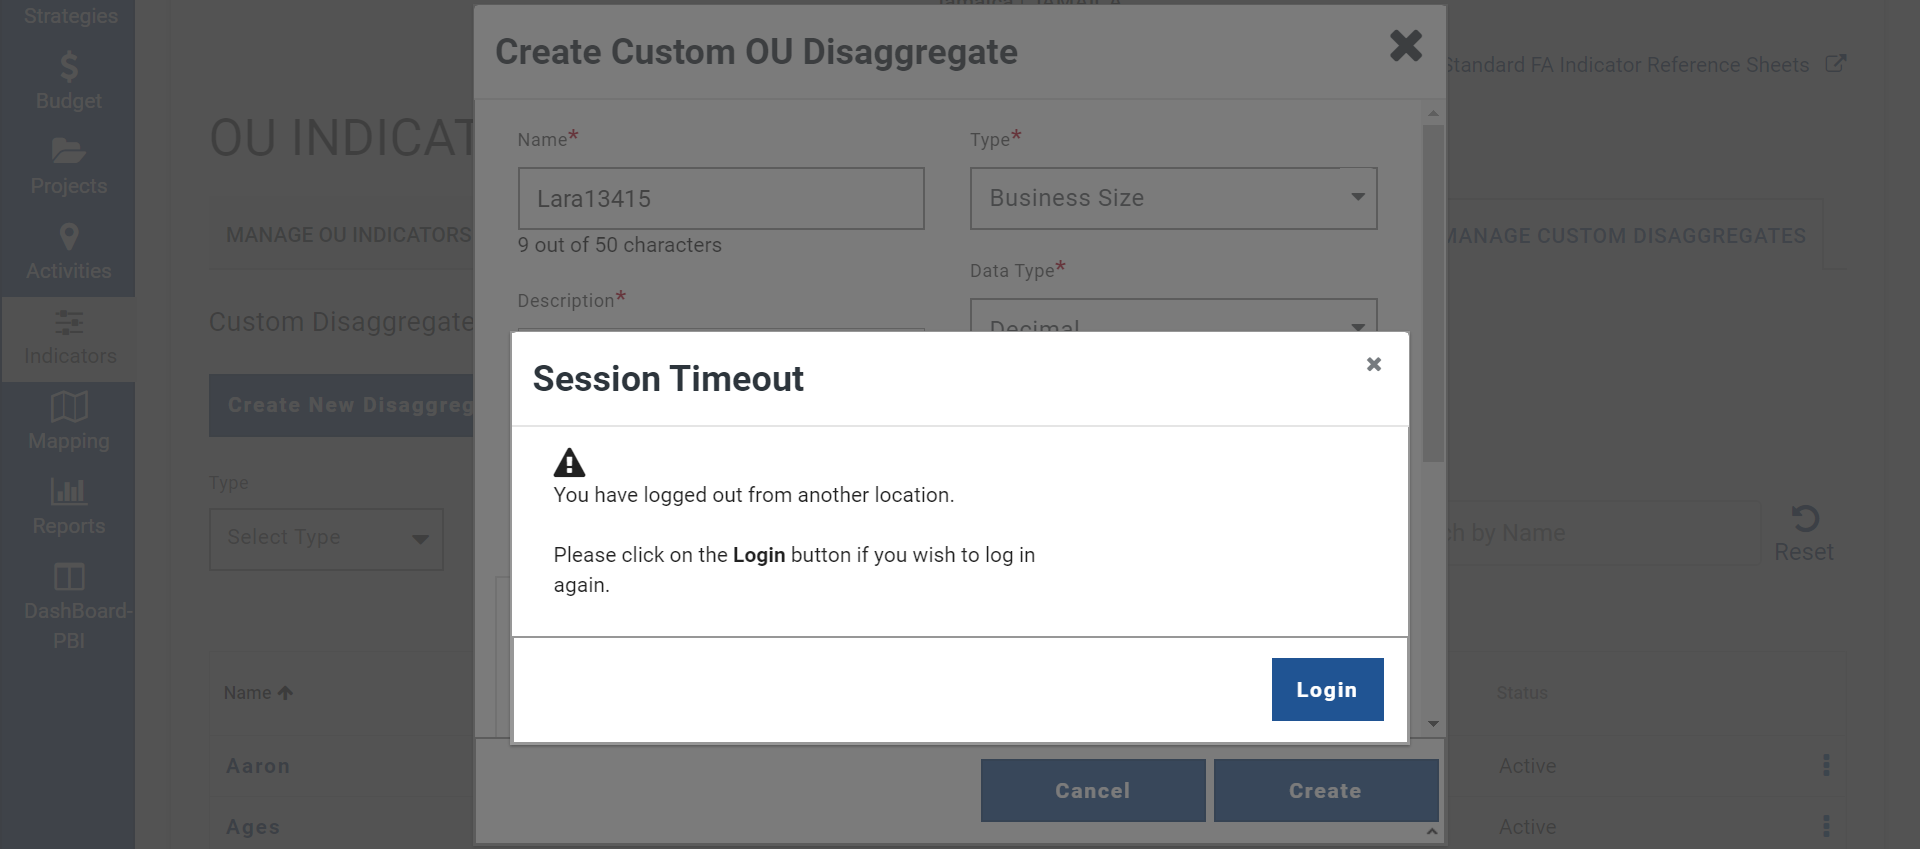 Strategies
Budget
Projects
Activities
Indicators
Mapping
Reports
DashBoard-
PBI
Standard FA Indicator Reference Sheets
OU INDICAT
MANAGE OU INDICATORS
MANAGE CUSTOM DISAGGREGATES
Custom Disaggregate
Create New Disaggreg
Type
Select Type
ch by Name
Reset
Name
Status
Aaron
Active
Ages
Active
Create Custom OU Disaggregate
Name*
Lara13415
9 out of 50 characters
Description*
Type*
Business Size
Data Type*
Decimal
Session Timeout
You have logged out from another location.
Please click on the Login button if you wish to log in
again.
Login
Cancel
Create